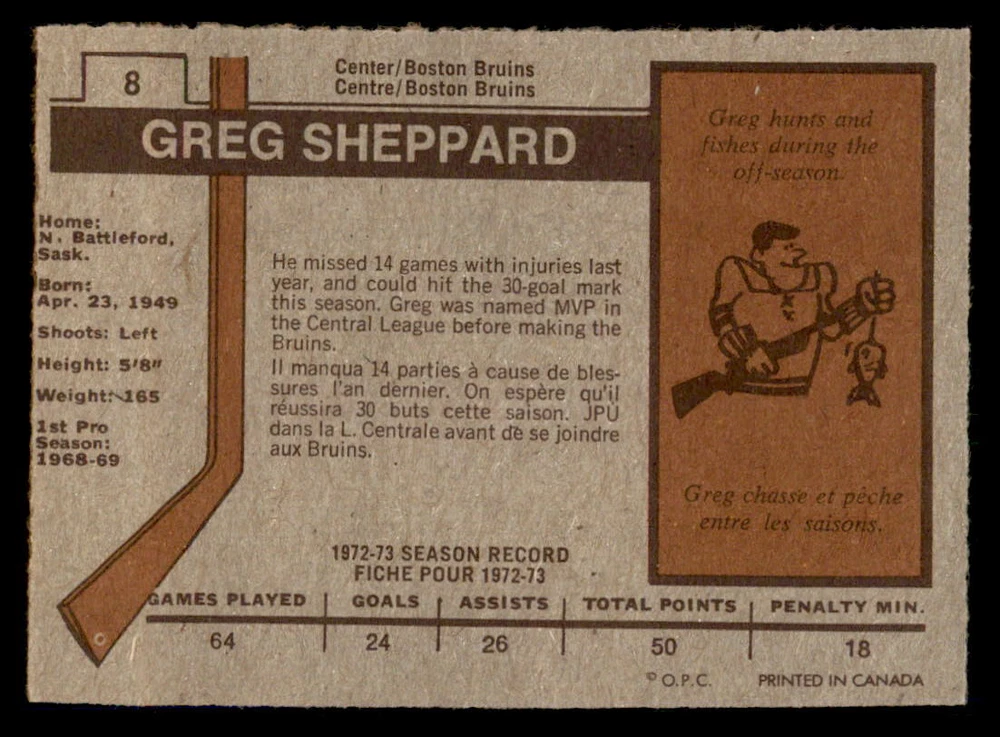 8
Center/Boston Bruins
Centre/Boston Bruins
GREG SHEPPARD
Home:
N. Battleford,
Sask.
Born:
Apr. 23, 1949
Shoots: Left
Height: 5'8"
Weight: 165
1st Pro
Season:
1968-69
He missed 14 games with injuries last
year, and could hit the 30-goal mark
this season. Greg was named MVP in
the Central League before making the
Bruins.
Il manqua 14 parties à cause de bles-
sures l'an dernier. On espère qu'il
réussira 30 buts cette saison. JPU
dans la L. Centrale avant de se joindre
aux Bruins.
Greg hunts and
fishes during the
off-season.
Greg chasse et pêche
entre les saisons.
1972-73 SEASON RECORD
FICHE POUR 1972-73
GAMES PLAYED GOALS ASSISTS TOTAL POINTS PENALTY MIN.
64 24 26 50 18
© O.P.C. PRINTED IN CANADA